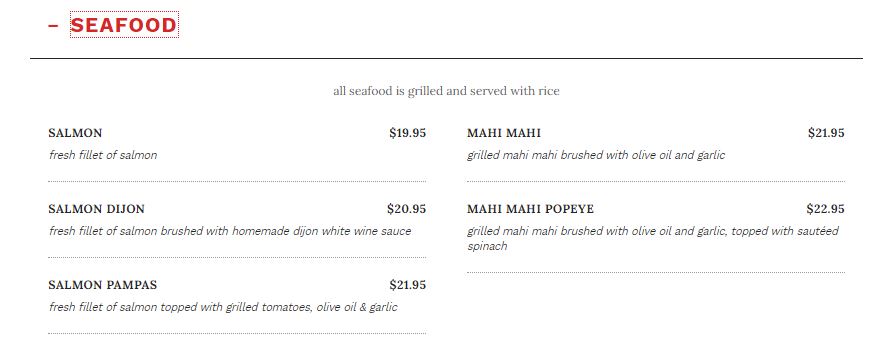 – SEAFOOD
all seafood is grilled and served with rice
SALMON $19.95
fresh fillet of salmon
SALMON DIJON $20.95
fresh fillet of salmon brushed with homemade dijon white wine sauce
SALMON PAMPAS $21.95
fresh fillet of salmon topped with grilled tomatoes, olive oil & garlic
MAHI MAHI $21.95
grilled mahi mahi brushed with olive oil and garlic
MAHI MAHI POPEYE $22.95
grilled mahi mahi brushed with olive oil and garlic, topped with sautéed
spinach